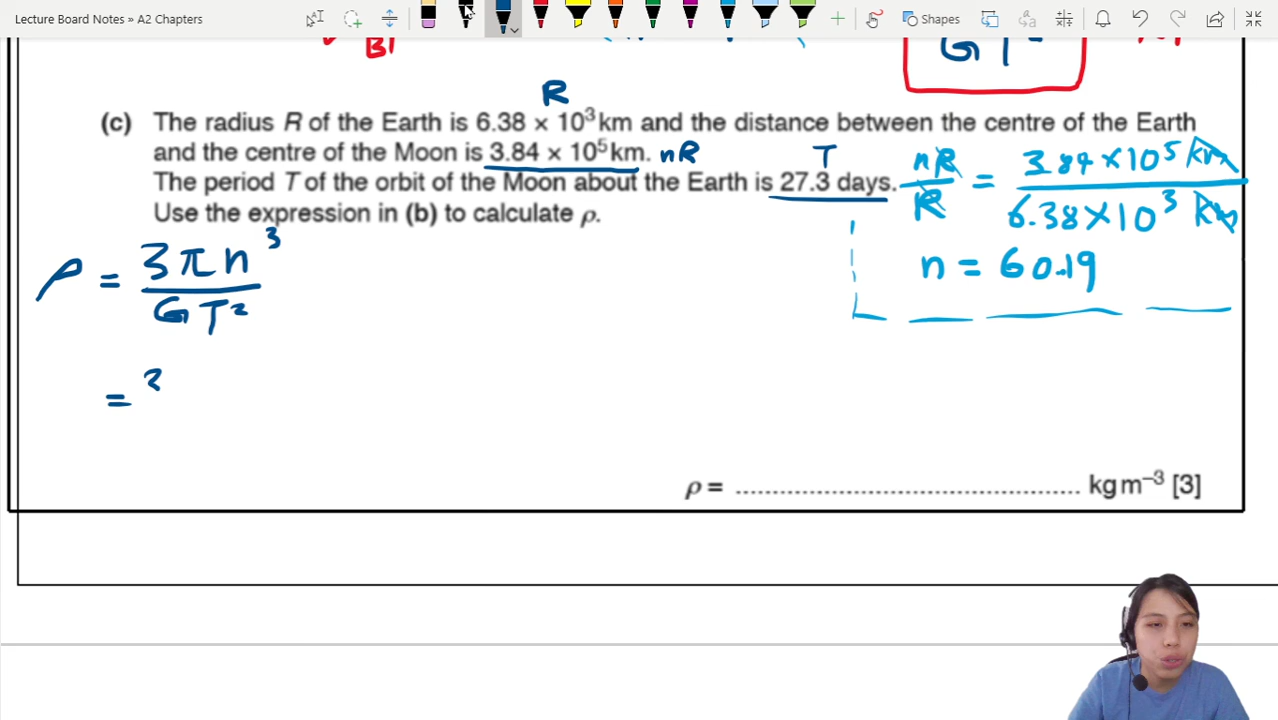 Lecture Board Notes » A2 Chapters
Shapes
B1
G T
(c) The radius R of the Earth is 6.38 × 10³ km and the distance between the centre of the Earth
and the centre of the Moon is 3.84 × 10⁵ km.
The period T of the orbit of the Moon about the Earth is 27.3 days.
Use the expression in (b) to calculate ρ.
R
nR
T
nR/R = 3.84 × 10⁵ km / 6.38 × 10³ km
n = 60.19
ρ = 3πn³ / GT²
= 3
ρ = ................................................ kg m⁻³ [3]